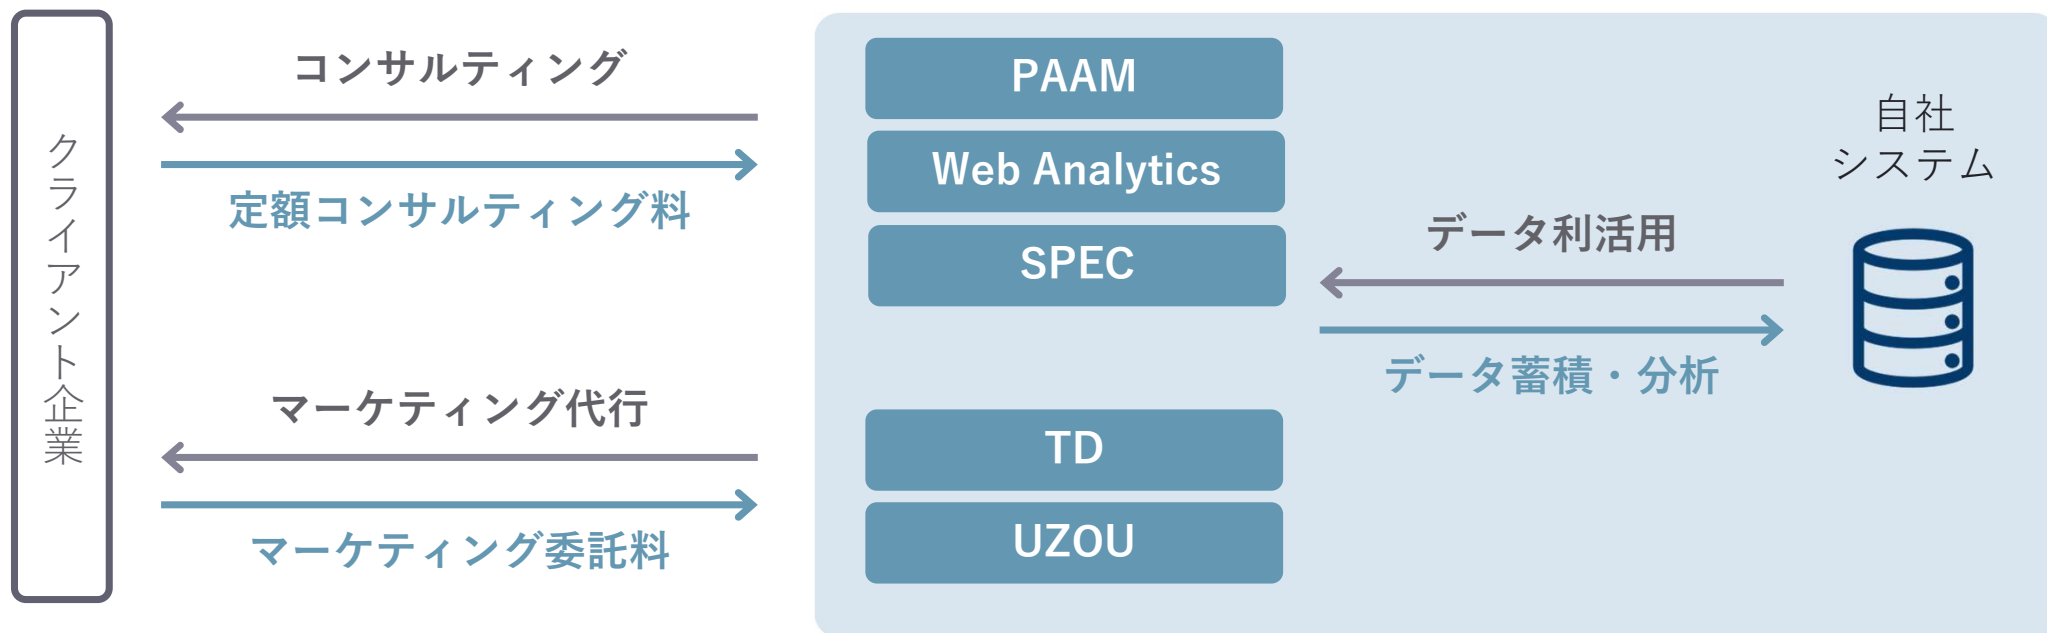 クライアント企業
コンサルティング
定額コンサルティング料
マーケティング代行
マーケティング委託料
PAAM
Web Analytics
SPEC
TD
UZOU
データ利活用
データ蓄積・分析
自社
システム